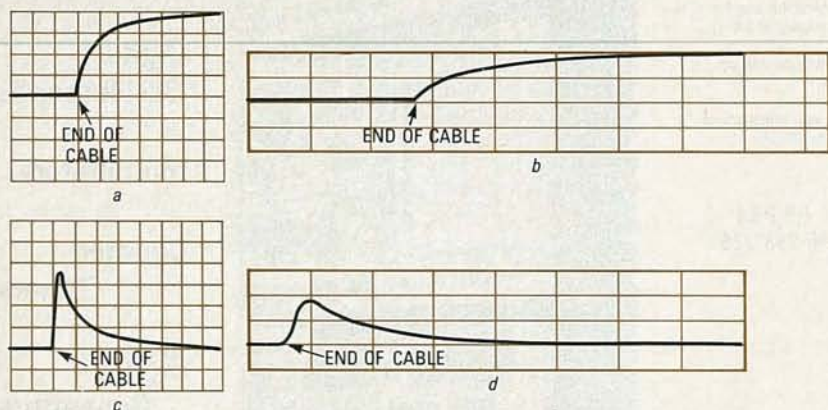 END OF
CABLE
a
END OF CABLE
b
END OF
CABLE
c
END OF CABLE
d